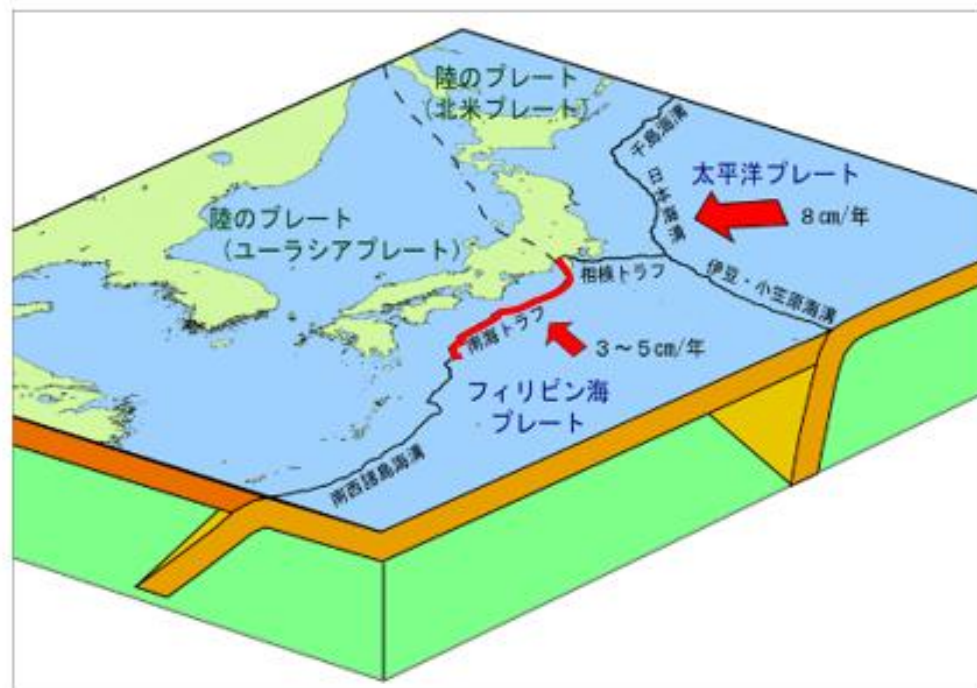 陸のプレート
(北米プレート)
千島海溝
日本海溝
太平洋プレート
8㎝/年
陸のプレート
(ユーラシアプレート)
相模トラフ
伊豆・小笠原海溝
南海トラフ
3～5㎝/年
フィリピン海
プレート
南西諸島海溝